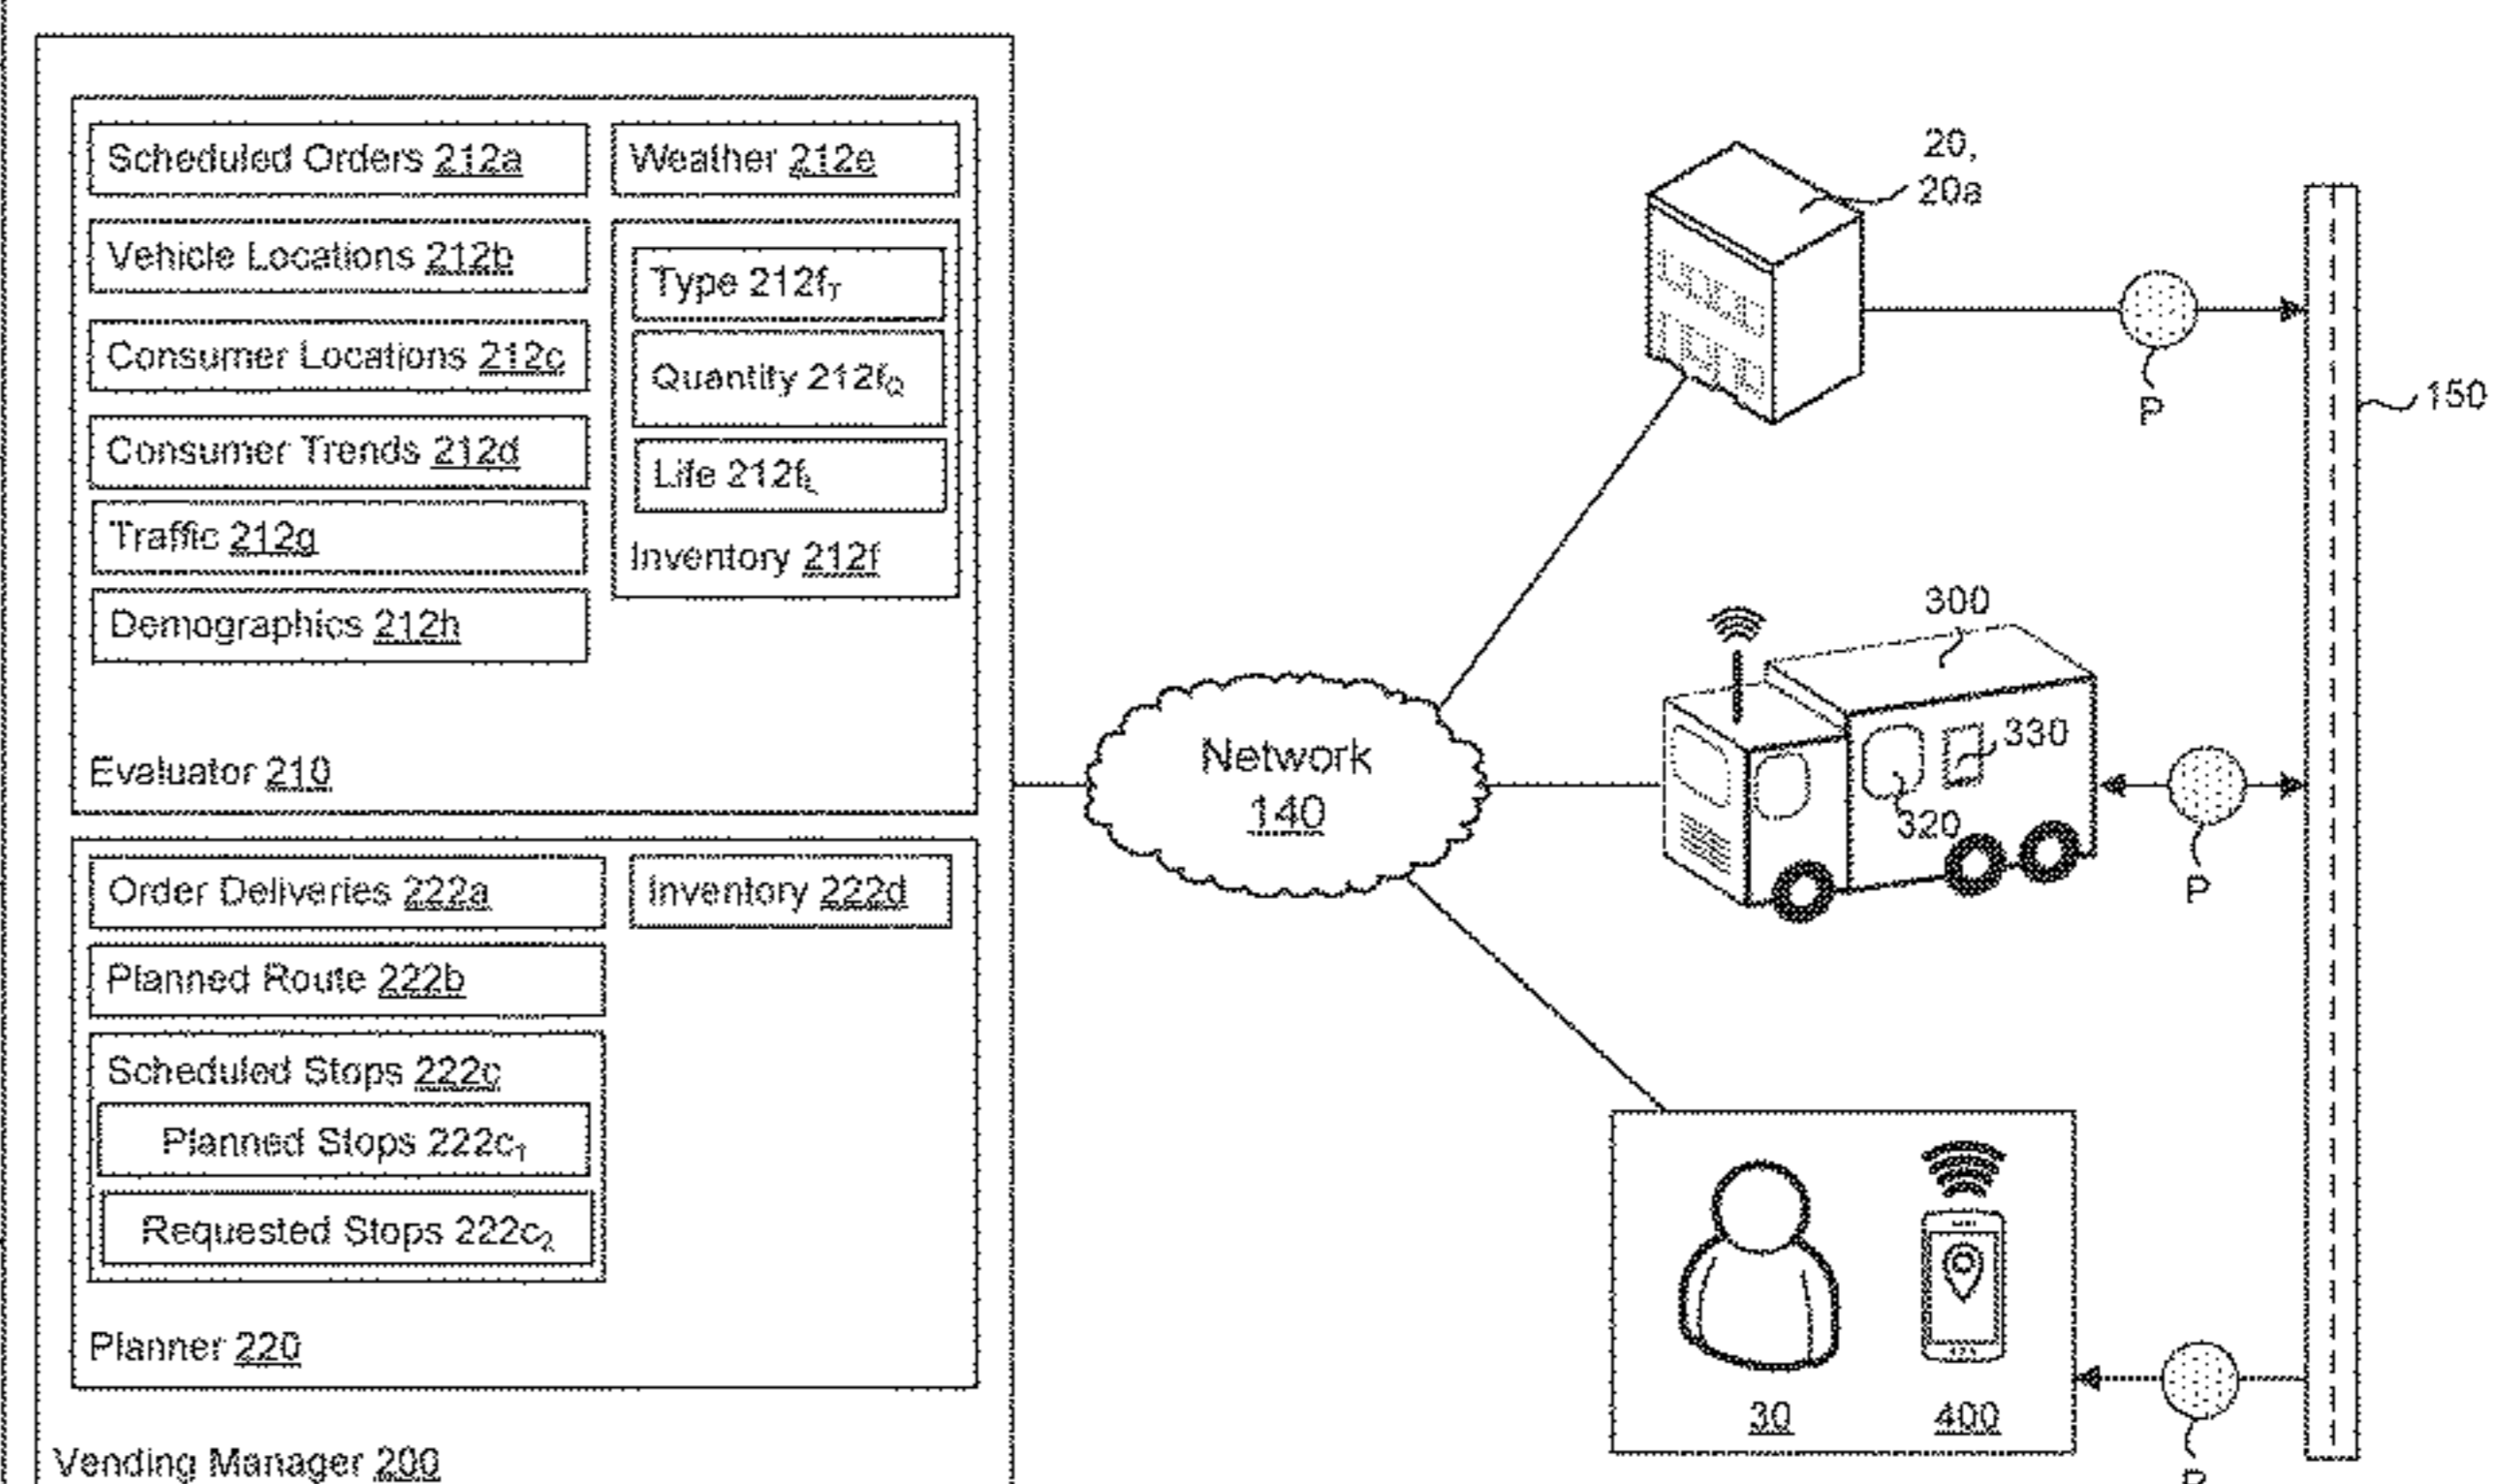 Scheduled Orders 212a
Weather 212e
Vehicle Locations 212b
Type 212fT
Consumer Locations 212c
Quantity 212fQ
Consumer Trends 212d
Life 212fL
Traffic 212g
Inventory 212f
Demographics 212h
Evaluator 210
Order Deliveries 222a
Inventory 222d
Planned Route 222b
Scheduled Stops 222c
Planned Stops 222c1
Requested Stops 222c2
Planner 220
Vending Manager 200
Network
140
20,
20a
P
150
300
330
320
P
30
400
P